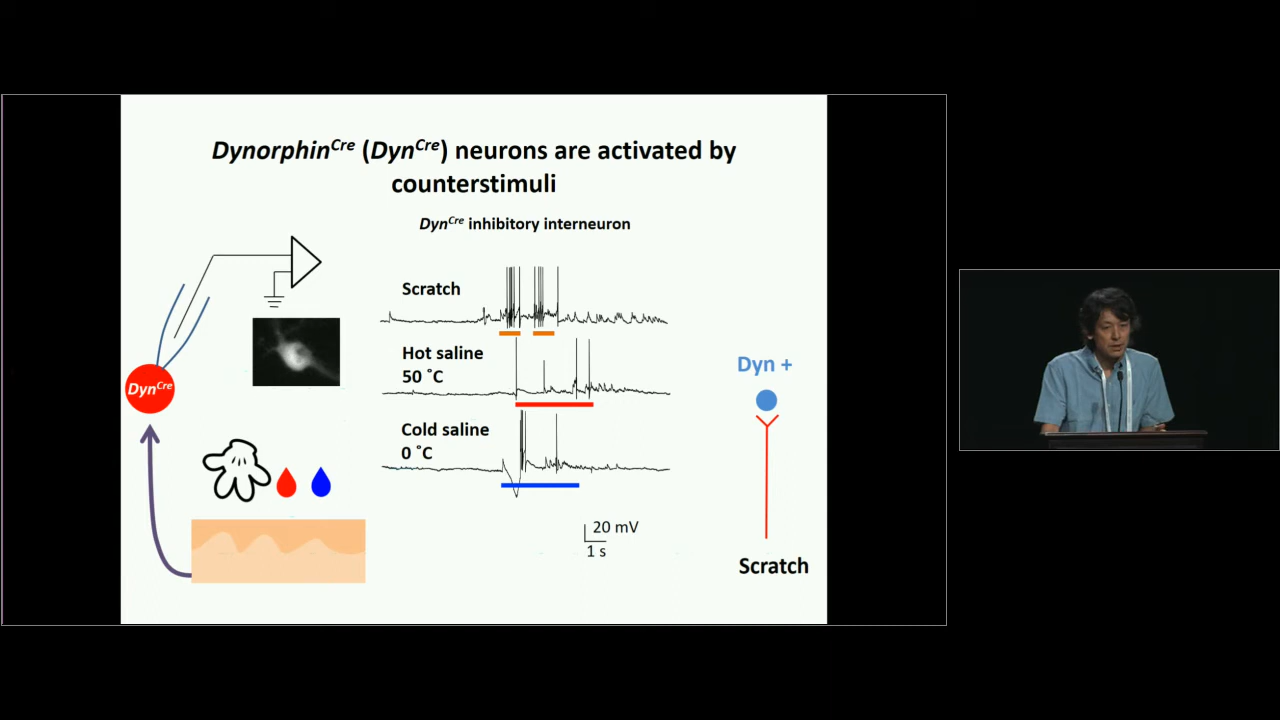 Dynorphin^Cre (Dyn^Cre) neurons are activated by
counterstimuli
Dyn^Cre inhibitory interneuron
Scratch
Hot saline
50 ˚C
Cold saline
0 ˚C
20 mV
1 s
Dyn^Cre
Dyn +
Scratch